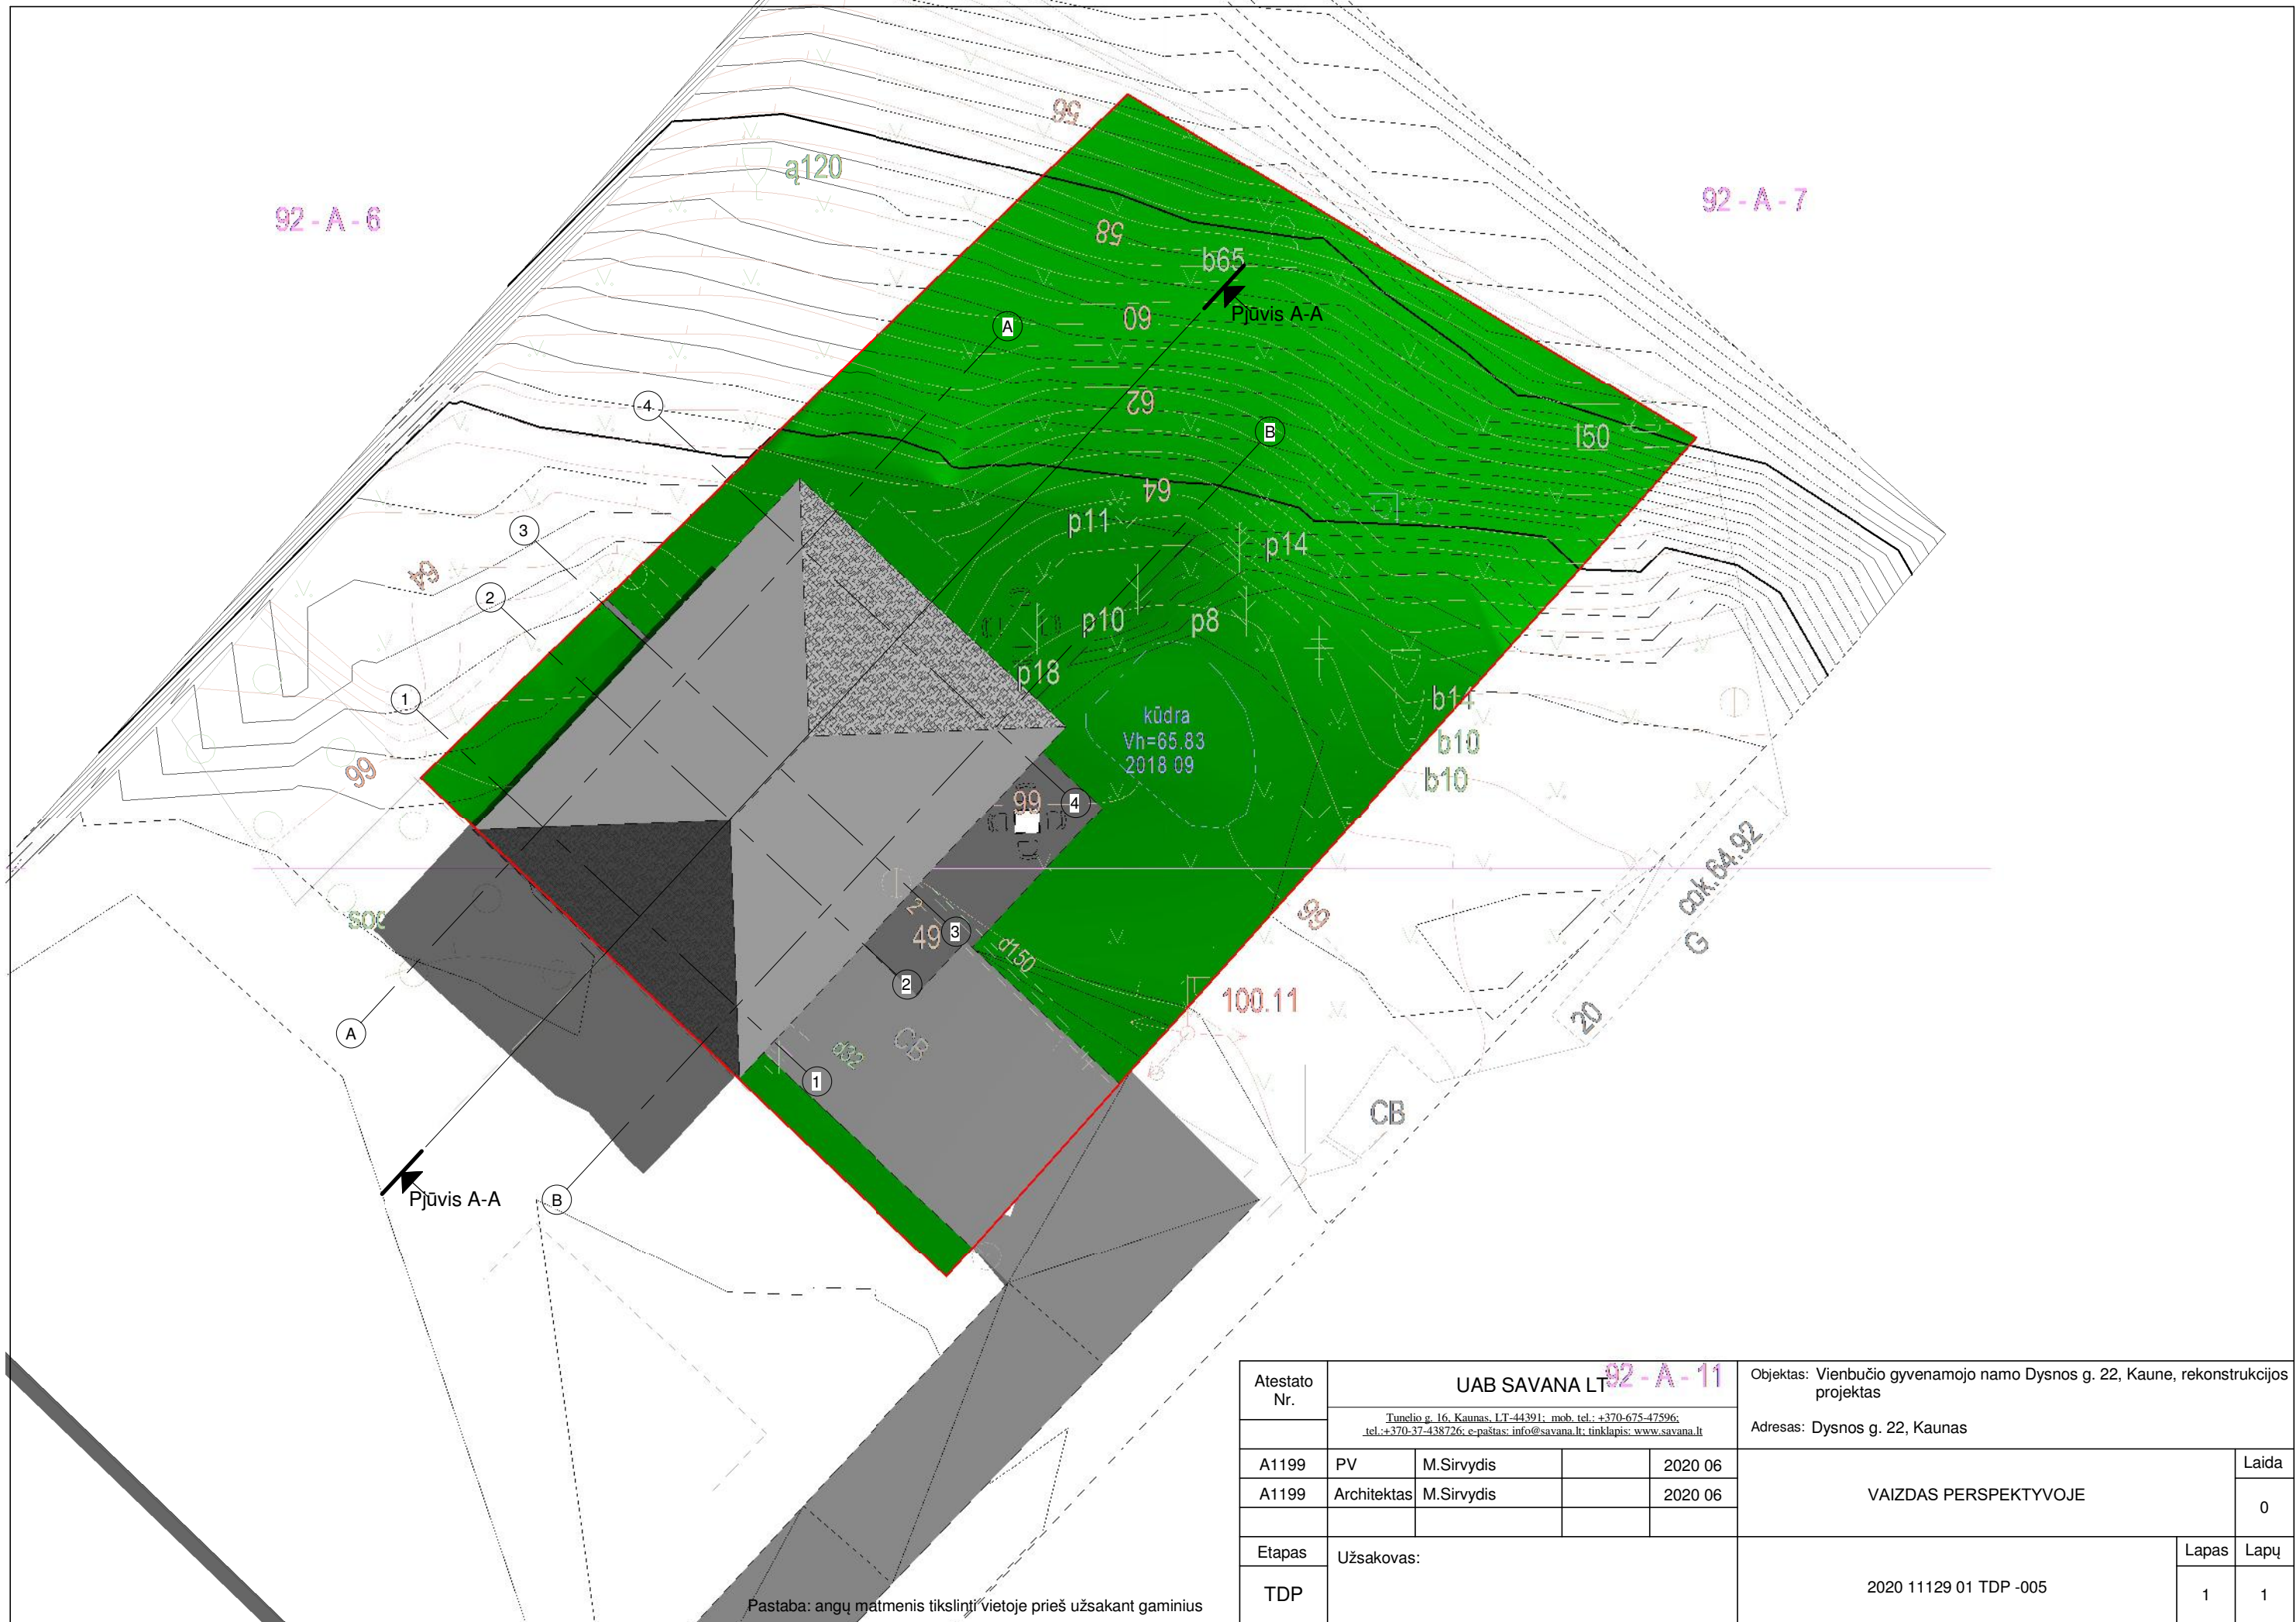 56
ą120
92 - A - 6
92 - A - 7
58
b65
Pjūvis A-A
60
A
4
62
B
150
64
p11
3
p14
64
2
p10
p8
p18
1
b14
kūdra
Vh=65.83
2018 09
b10
66
b10
66
4
cok.64.92
2
49
3
66
d150
G
2
100.11
20
A
CB
d32
1
CB
Pjūvis A-A
B
Pastaba: angų matmenis tikslinti vietoje prieš užsakant gaminius
Atestato Nr.
UAB SAVANA LT
92 - A - 11
Tunelio g. 16, Kaunas, LT-44391; mob. tel.: +370-675-47596;
tel.:+370-37-438726; e-paštas: info@savana.lt; tinklapis: www.savana.lt
Objektas: Vienbučio gyvenamojo namo Dysnos g. 22, Kaune, rekonstrukcijos
projektas
Adresas: Dysnos g. 22, Kaunas
A1199 PV M.Sirvydis 2020 06
A1199 Architektas M.Sirvydis 2020 06
VAIZDAS PERSPEKTYVOJE
Laida
0
Etapas
TDP
Užsakovas:
2020 11129 01 TDP -005
Lapas Lapų
1 1